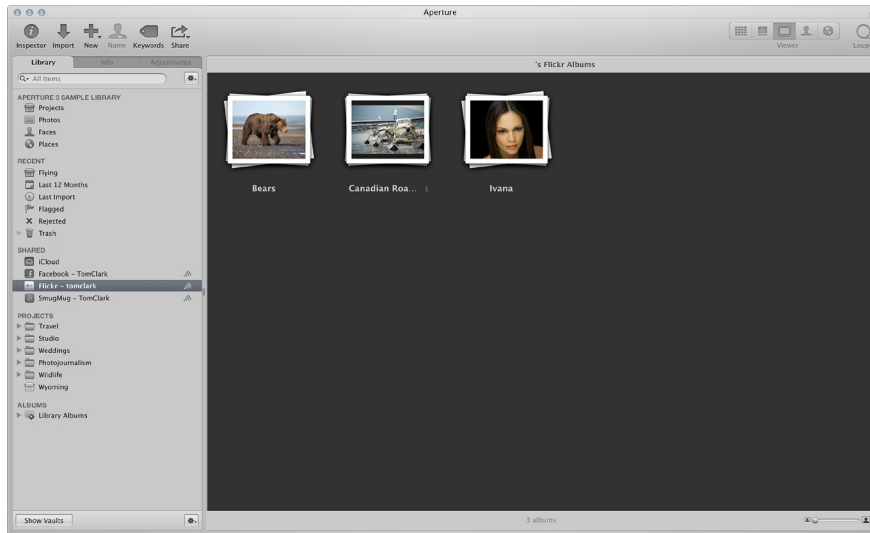 Aperture
Inspector Import New Name Keywords Share
Viewer
Loupe
Library Info Adjustments
's Flickr Albums
All Items
APERTURE 3 SAMPLE LIBRARY
Projects
Photos
Faces
Places
RECENT
Flying
Last 12 Months
Last Import
Flagged
Rejected
Trash
SHARED
iCloud
Facebook – TomClark
Flickr – tomclark
SmugMug – TomClark
PROJECTS
Travel
Studio
Weddings
Photojournalism
Wildlife
Wyoming
ALBUMS
Library Albums
Bears
Canadian Roa... s
Ivana
Show Vaults
3 albums